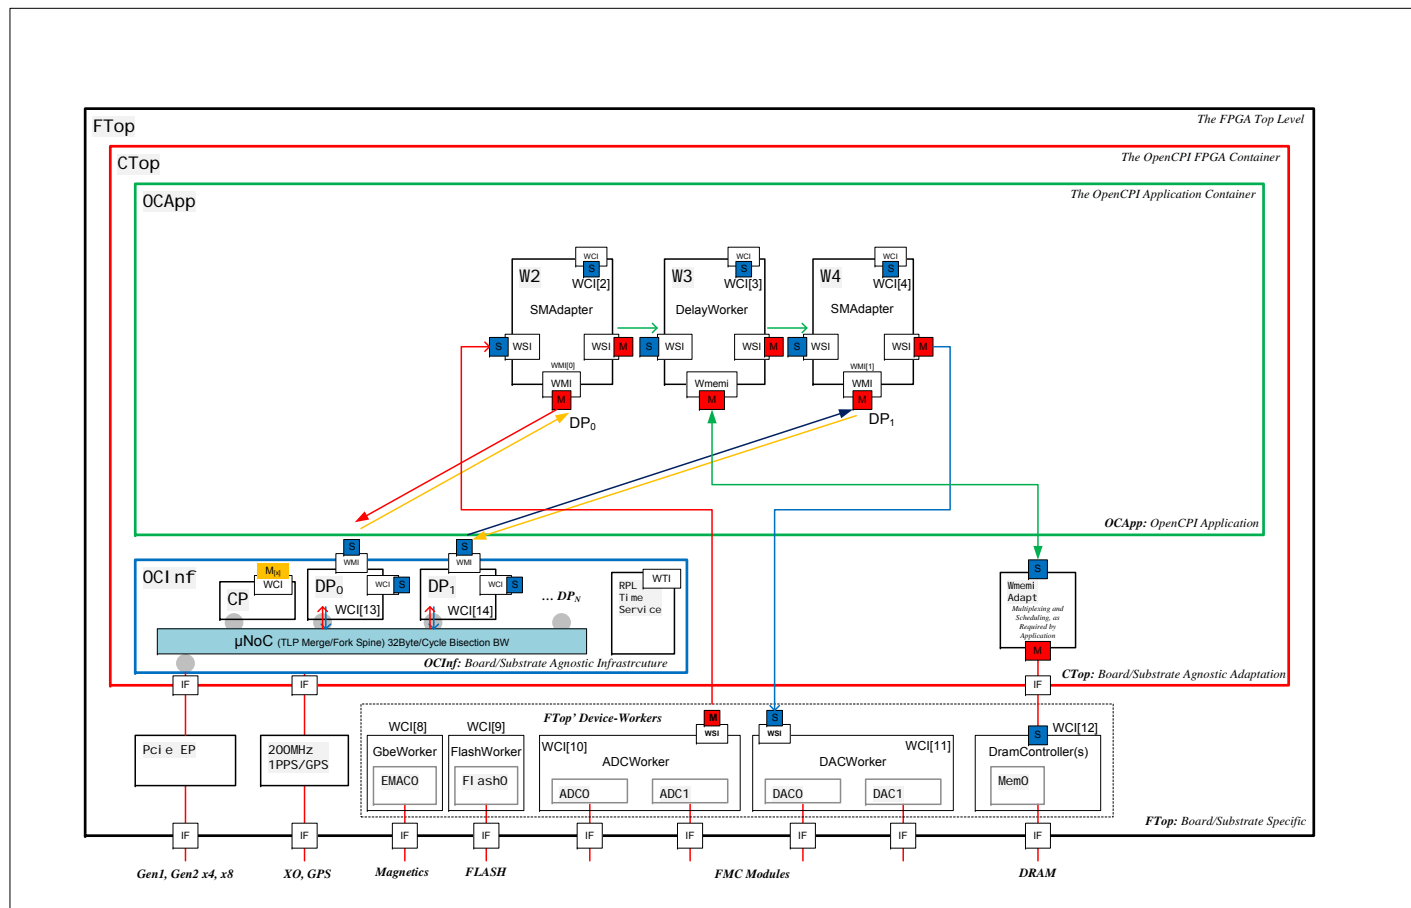 FTop
The FPGA Top Level
CTop
The OpenCPI FPGA Container
OCApp
The OpenCPI Application Container
WCI
S
WCI[2]
W2
SMAdapter
S
WSI
WSI
M
WMI[0]
WMI
M
DP0
WCI
S
WCI[3]
W3
DelayWorker
S
WSI
WSI
M
Wmemi
M
WCI
S
WCI[4]
W4
SMAdapter
S
WSI
WSI
M
WMI[1]
WMI
M
DP1
OCApp: OpenCPI Application
OCInf
M[x]
WCI
CP
S
WMI
DP0
WCI
S
WCI[13]
S
WMI
DP1
WCI
S
WCI[14]
... DPN
WTI
RPL
Time
Service
µNoC (TLP Merge/Fork Spine) 32Byte/Cycle Bisection BW
OCInf: Board/Substrate Agnostic Infrastrcuture
S
Wmemi
Adapt
Multiplexing and
Scheduling, as
Required by
Application
M
CTop: Board/Substrate Agnostic Adaptation
IF
IF
IF
FTop' Device-Workers
Pcie EP
200MHz
1PPS/GPS
WCI[8]
GbeWorker
EMAC0
WCI[9]
FlashWorker
Flash0
M
WSI
WCI[10]
ADCWorker
ADC0
ADC1
S
WSI
WCI[11]
DACWorker
DAC0
DAC1
S
WCI[12]
DramController(s)
Mem0
FTop: Board/Substrate Specific
IF
IF
IF
IF
IF
IF
IF
IF
IF
Gen1, Gen2 x4, x8
XO, GPS
Magnetics
FLASH
FMC Modules
DRAM